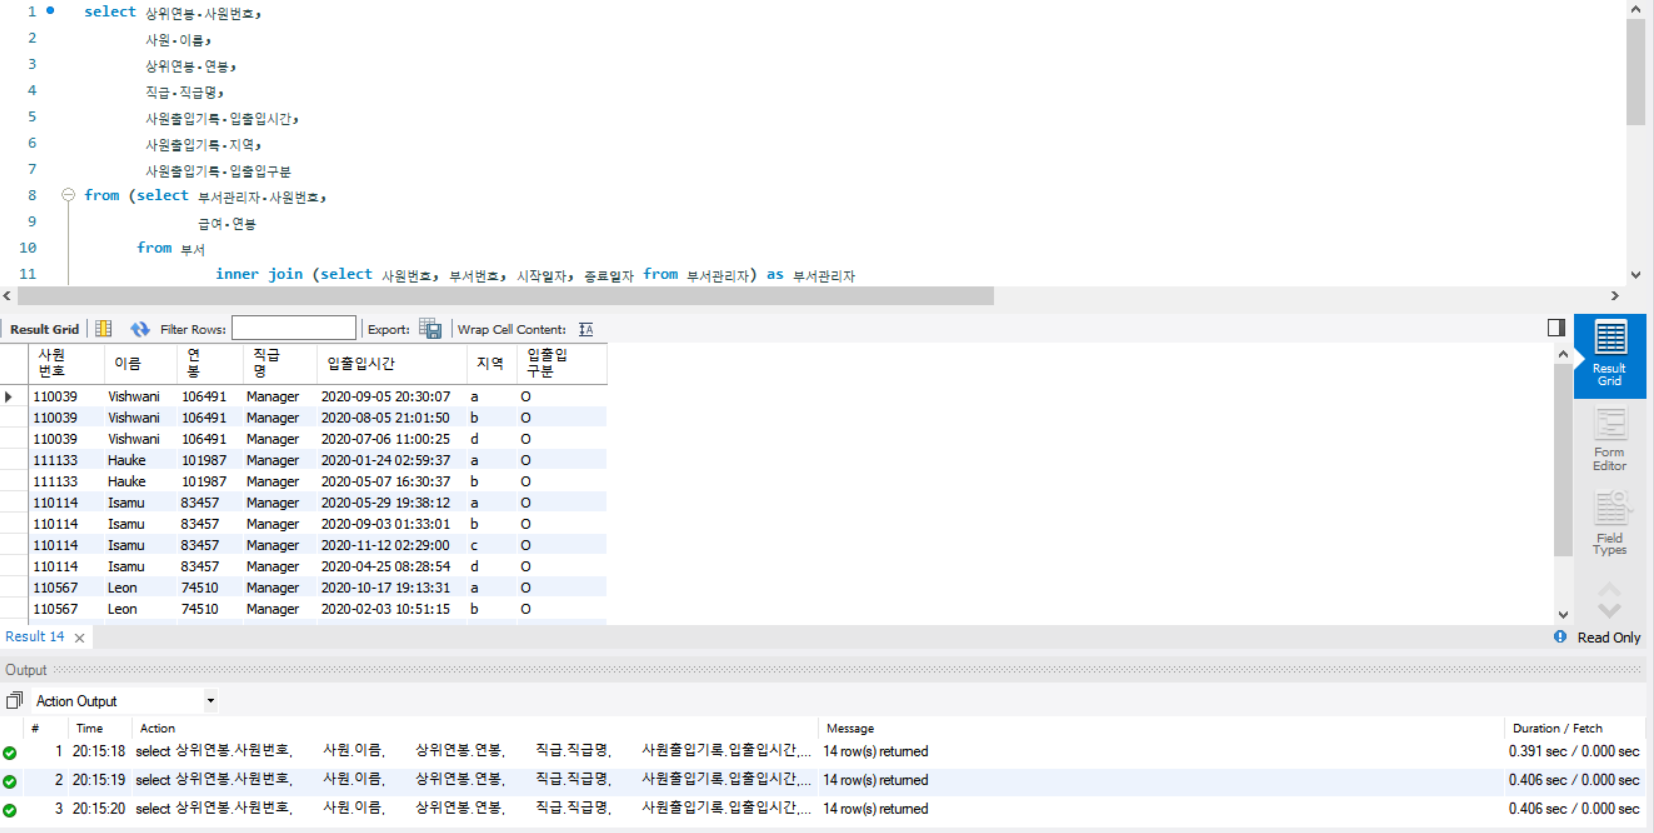 1 select 상위연봉.사원번호,
2 사원.이름,
3 상위연봉.연봉,
4 직급.직급명,
5 사원출입기록.입출입시간,
6 사원출입기록.지역,
7 사원출입기록.입출입구분
8 from (select 부서관리자.사원번호,
9 급여.연봉
10 from 부서
11 inner join (select 사원번호, 부서번호, 시작일자, 종료일자 from 부서관리자) as 부서관리자
Result Grid Filter Rows: Export: Wrap Cell Content:
사원번호 이름 연봉 직급명 입출입시간 지역 입출입구분
110039 Vishwani 106491 Manager 2020-09-05 20:30:07 a O
110039 Vishwani 106491 Manager 2020-08-05 21:01:50 b O
110039 Vishwani 106491 Manager 2020-07-06 11:00:25 d O
111133 Hauke 101987 Manager 2020-01-24 02:59:37 a O
111133 Hauke 101987 Manager 2020-05-07 16:30:37 b O
110114 Isamu 83457 Manager 2020-05-29 19:38:12 a O
110114 Isamu 83457 Manager 2020-09-03 01:33:01 b O
110114 Isamu 83457 Manager 2020-11-12 02:29:00 c O
110114 Isamu 83457 Manager 2020-04-25 08:28:54 d O
110567 Leon 74510 Manager 2020-10-17 19:13:31 a O
110567 Leon 74510 Manager 2020-02-03 10:51:15 b O
Result
Grid
Form
Editor
Field
Types
Result 14 Read Only
Output
Action Output
# Time Action Message Duration / Fetch
1 20:15:18 select 상위연봉.사원번호, 사원.이름, 상위연봉.연봉, 직급.직급명, 사원출입기록.입출입시간,... 14 row(s) returned 0.391 sec / 0.000 sec
2 20:15:19 select 상위연봉.사원번호, 사원.이름, 상위연봉.연봉, 직급.직급명, 사원출입기록.입출입시간,... 14 row(s) returned 0.406 sec / 0.000 sec
3 20:15:20 select 상위연봉.사원번호, 사원.이름, 상위연봉.연봉, 직급.직급명, 사원출입기록.입출입시간,... 14 row(s) returned 0.406 sec / 0.000 sec